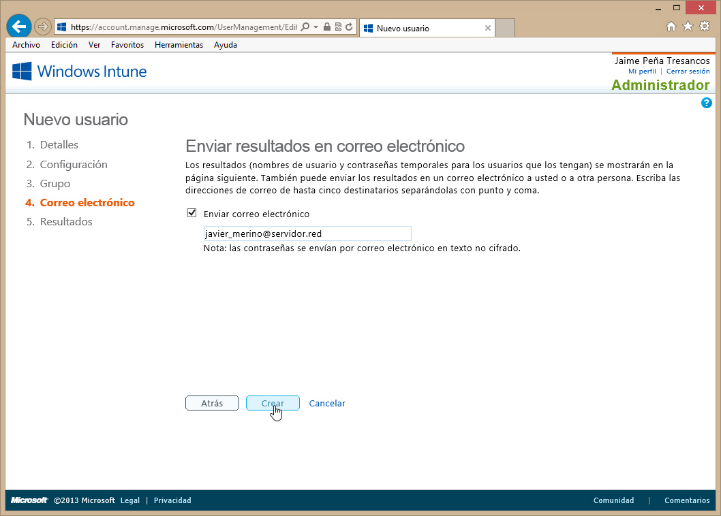 https://account.manage.microsoft.com/UserManagement/Edi
Nuevo usuario
Archivo Edición Ver Favoritos Herramientas Ayuda
Windows Intune
Jaime Peña Tresancos
Mi perfil | Cerrar sesión
Administrador
Nuevo usuario
1. Detalles
2. Configuración
3. Grupo
4. Correo electrónico
5. Resultados
Enviar resultados en correo electrónico
Los resultados (nombres de usuario y contraseñas temporales para los usuarios que los tengan) se mostrarán en la
página siguiente. También puede enviar los resultados en un correo electrónico a usted o a otra persona. Escriba las
direcciones de correo de hasta cinco destinatarios separándolas con punto y coma.
Enviar correo electrónico
javier_merino@servidor.red
Nota: las contraseñas se envían por correo electrónico en texto no cifrado.
Atrás Crear Cancelar
Microsoft ©2013 Microsoft Legal | Privacidad
Comunidad | Comentarios